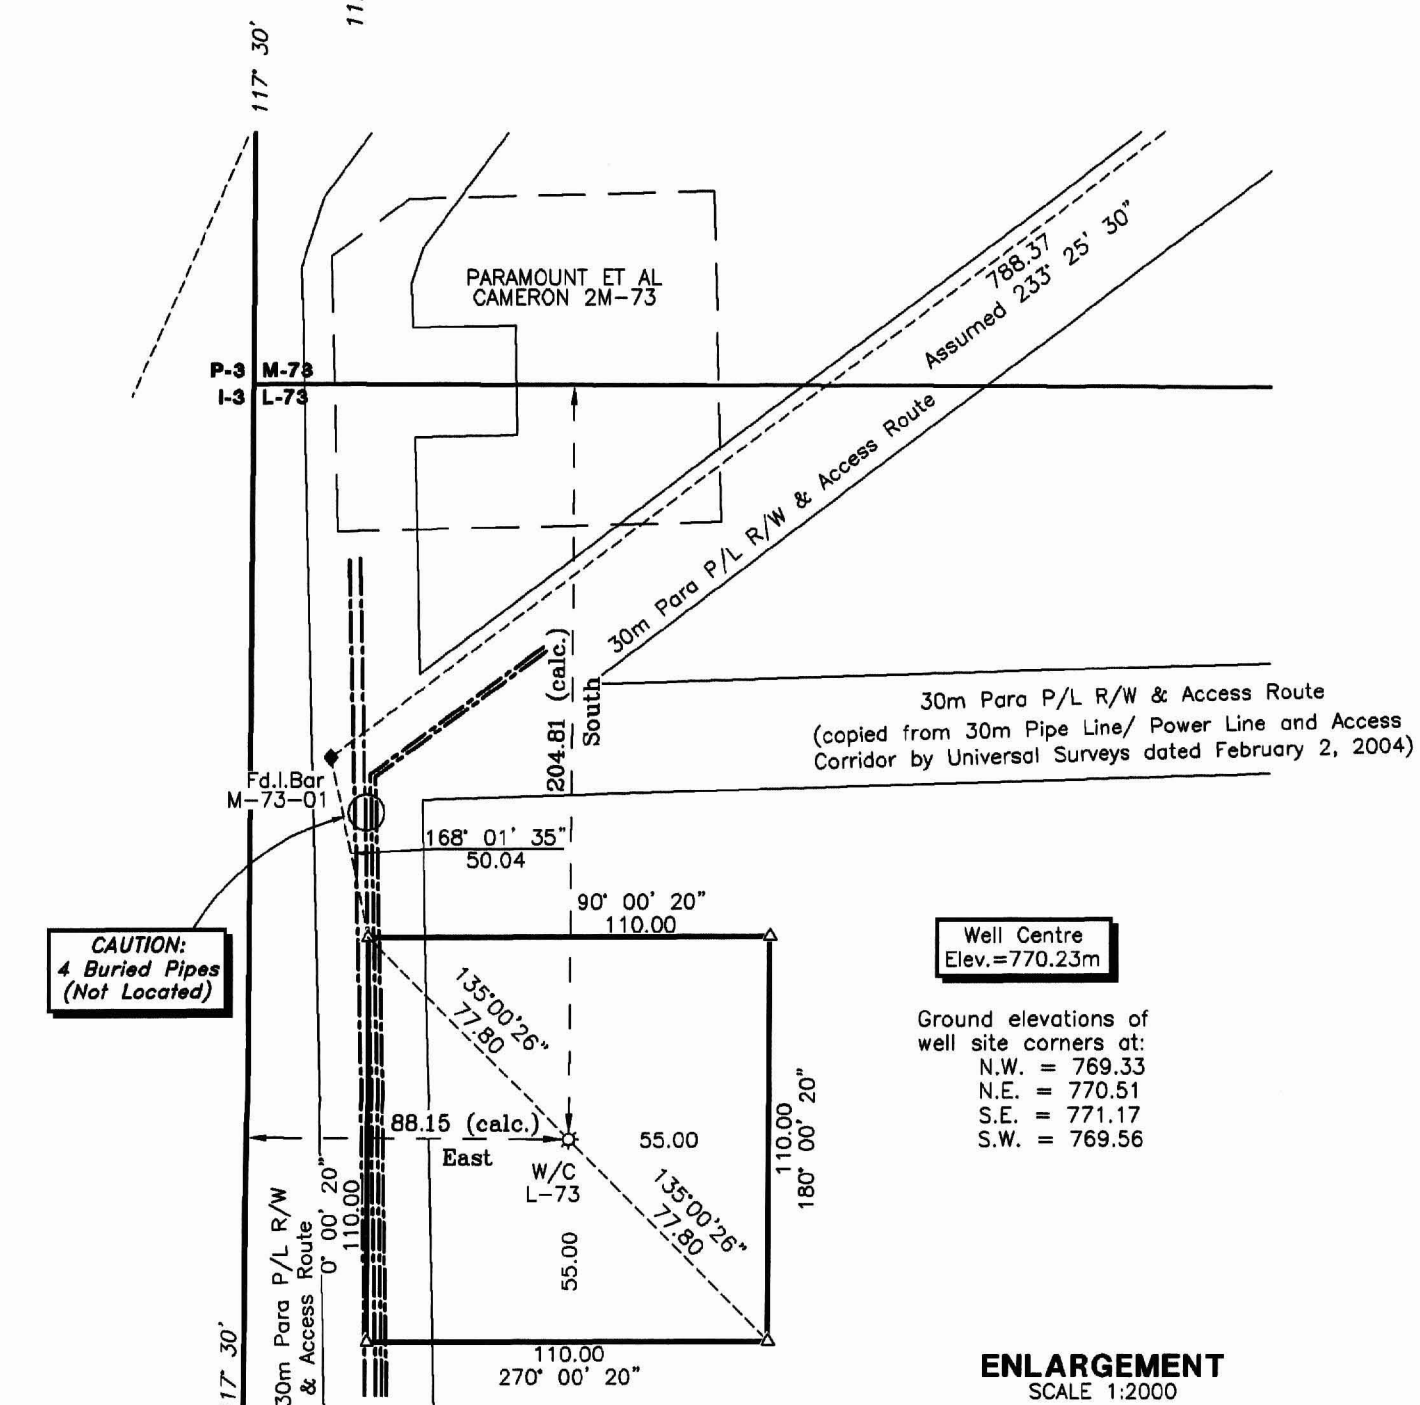 117° 30'
11
PARAMOUNT ET AL
CAMERON 2M-73
788.37
Assumed 233° 25' 30"
P-3 M-73
I-3 L-73
30m Para P/L R/W & Access Route
204.81 (calc.)
South
30m Para P/L R/W & Access Route
(copied from 30m Pipe Line/ Power Line and Access
Corridor by Universal Surveys dated February 2, 2004)
Fd.I.Bar
M-73-01
168° 01' 35"
50.04
90° 00' 20"
110.00
CAUTION:
4 Buried Pipes
(Not Located)
Well Centre
Elev.=770.23m
135°00'26"
77.80
Ground elevations of
well site corners at:
N.W. = 769.33
N.E. = 770.51
S.E. = 771.17
S.W. = 769.56
88.15 (calc.)
East
55.00
W/C
L-73
110.00
180° 00' 20"
135°00'26"
77.80
55.00
0° 00' 20"
110.00
30m Para P/L R/W
& Access Route
17° 30'
110.00
270° 00' 20"
ENLARGEMENT
SCALE 1:2000